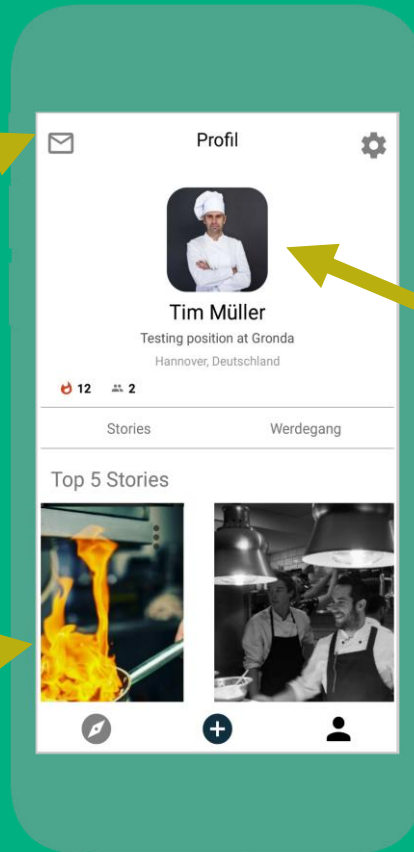 Profil
Tim Müller
Testing position at Gronda
Hannover, Deutschland
12 2
Stories Werdegang
Top 5 Stories